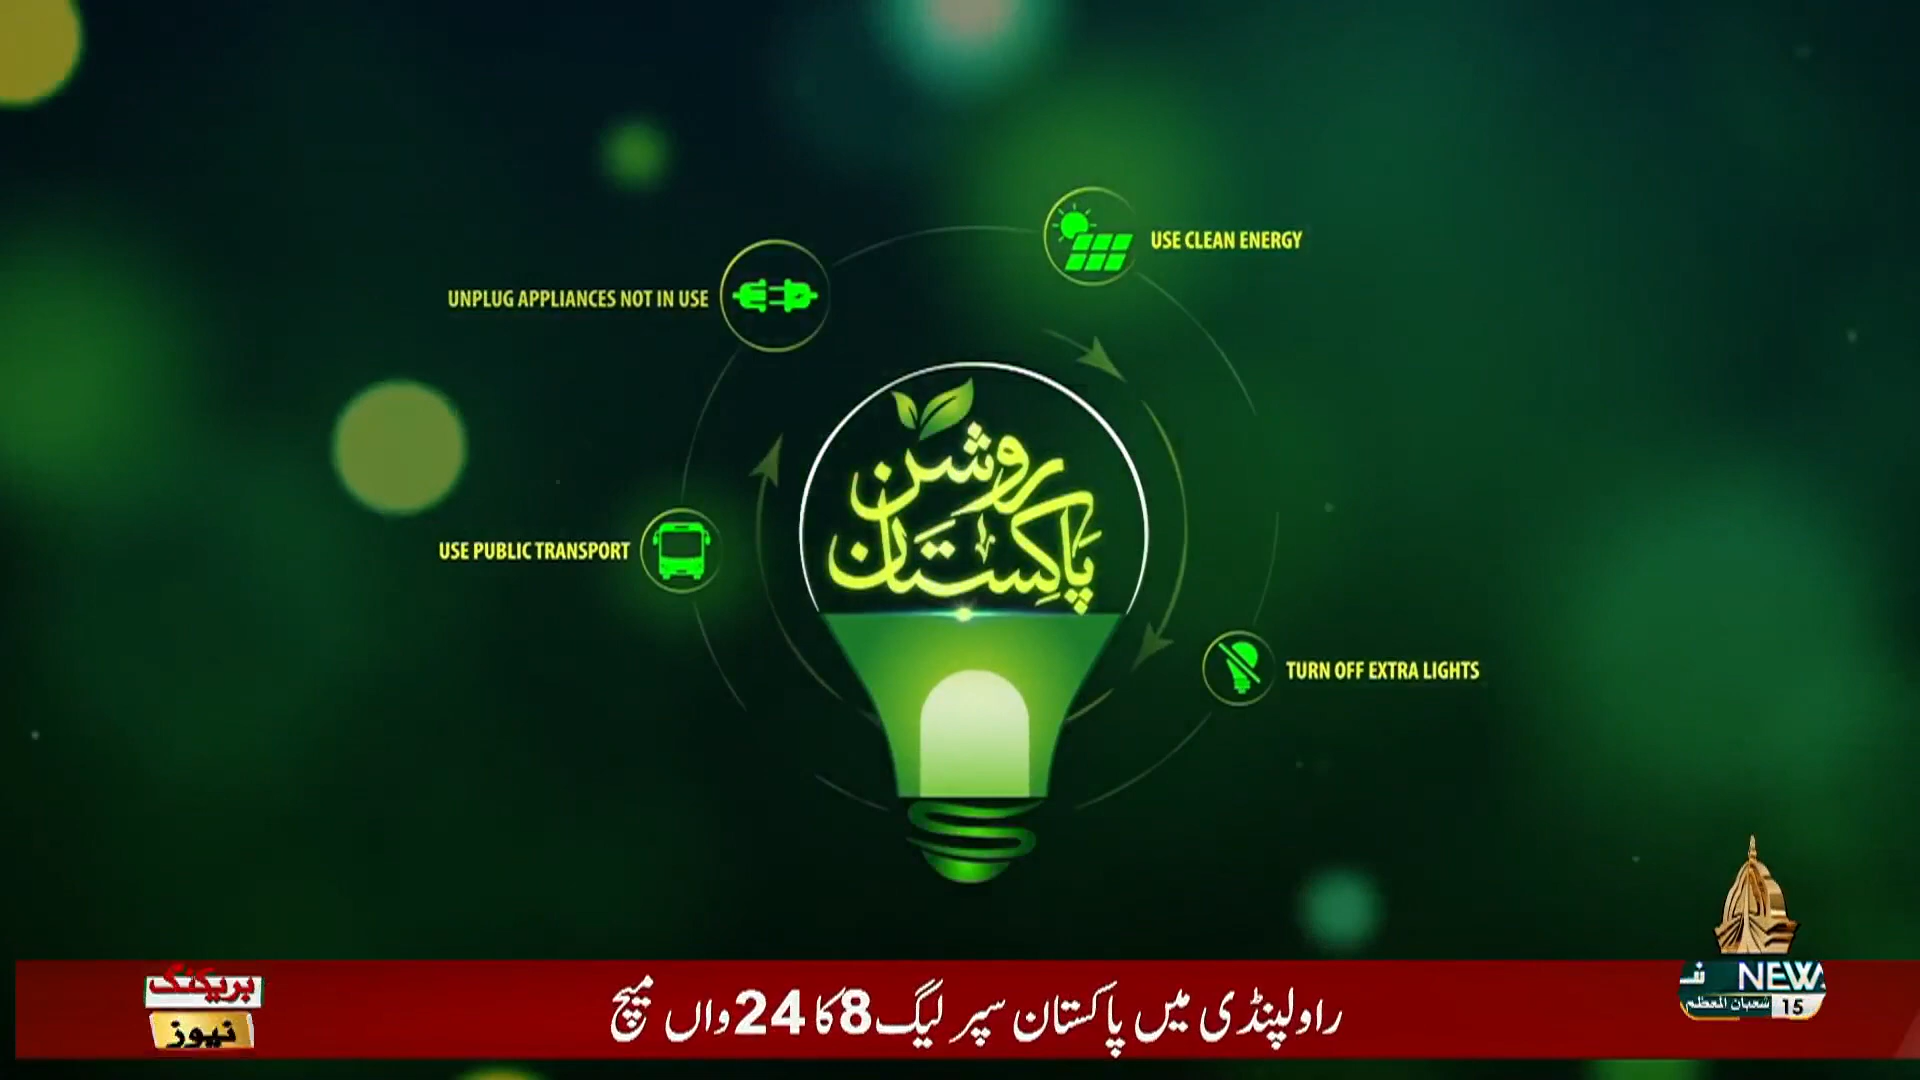 USE CLEAN ENERGY
UNPLUG APPLIANCES NOT IN USE
روشن
پاکستان
USE PUBLIC TRANSPORT
TURN OFF EXTRA LIGHTS
بریکنگ
نیوز
راولپنڈی میں پاکستان سپر لیگ 8 کا 24 واں میچ
NEW
15 شعبان المعظم